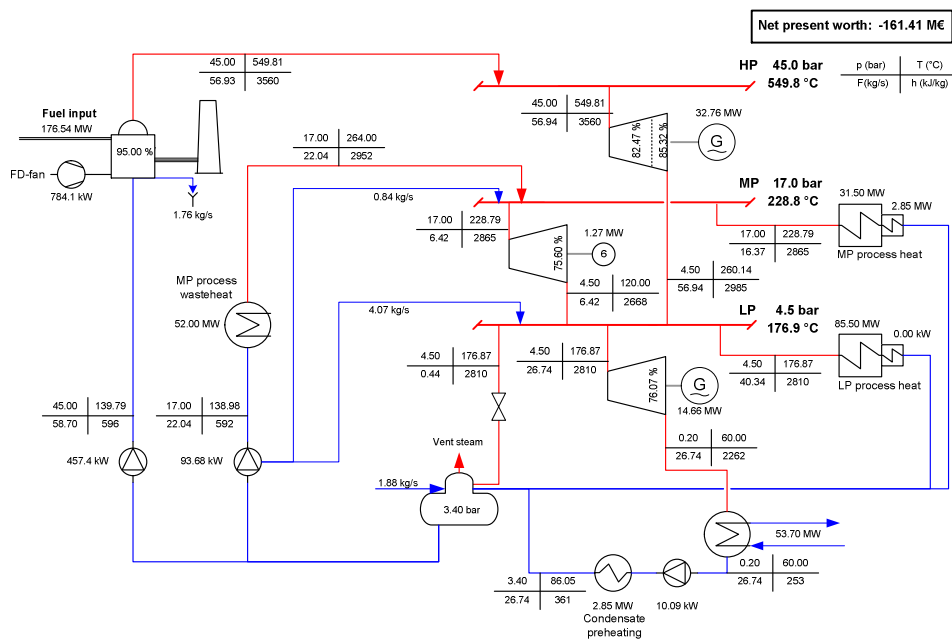 Net present worth: -161.41 M€
45.00 549.81
56.93 3560
HP 45.0 bar
549.8 °C
p (bar) T (°C)
F(kg/s) h (kJ/kg)
Fuel input
176.54 MW
95.00 %
FD-fan
784.1 kW
1.76 kg/s
17.00 264.00
22.04 2952
45.00 549.81
56.94 3560
82.47 %
85.32 %
32.76 MW
G
0.84 kg/s
MP 17.0 bar
228.8 °C
17.00 228.79
6.42 2865
75.60 %
1.27 MW
6
31.50 MW
2.85 MW
17.00 228.79
16.37 2865
MP process heat
4.50 120.00
6.42 2668
4.50 260.14
56.94 2985
MP process
wasteheat
52.00 MW
4.07 kg/s
LP 4.5 bar
176.9 °C
4.50 176.87
0.44 2810
4.50 176.87
26.74 2810
76.07 %
G
14.66 MW
85.50 MW
0.00 kW
4.50 176.87
40.34 2810
LP process heat
45.00 139.79
58.70 596
17.00 138.98
22.04 592
457.4 kW
93.68 kW
Vent steam
1.88 kg/s
3.40 bar
0.20 60.00
26.74 2262
53.70 MW
3.40 86.05
26.74 361
2.85 MW
Condensate
preheating
10.09 kW
0.20 60.00
26.74 253